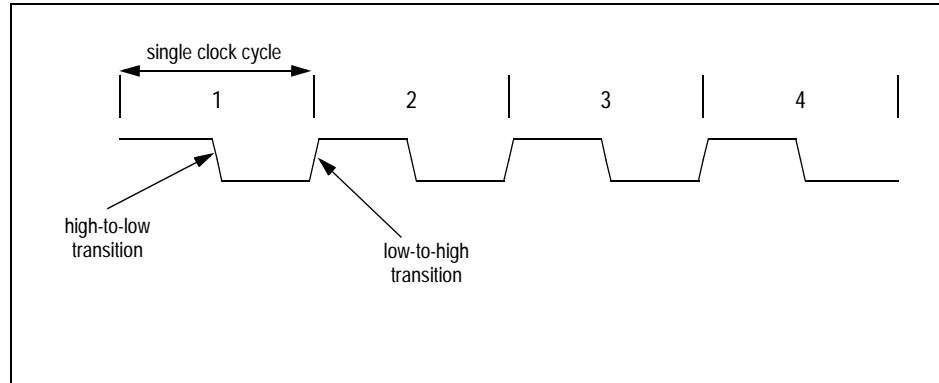 single clock cycle
1 2 3 4
high-to-low
transition
low-to-high
transition